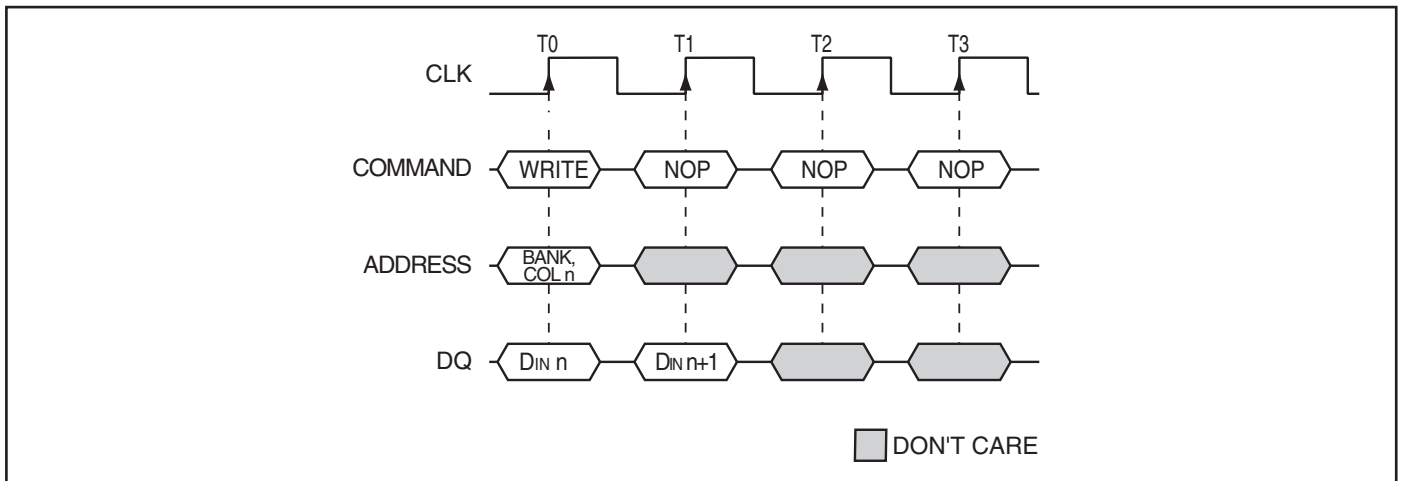 T0 T1 T2 T3
CLK
COMMAND WRITE NOP NOP NOP
ADDRESS BANK,
COL n
DQ DIN n DIN n+1
DON'T CARE